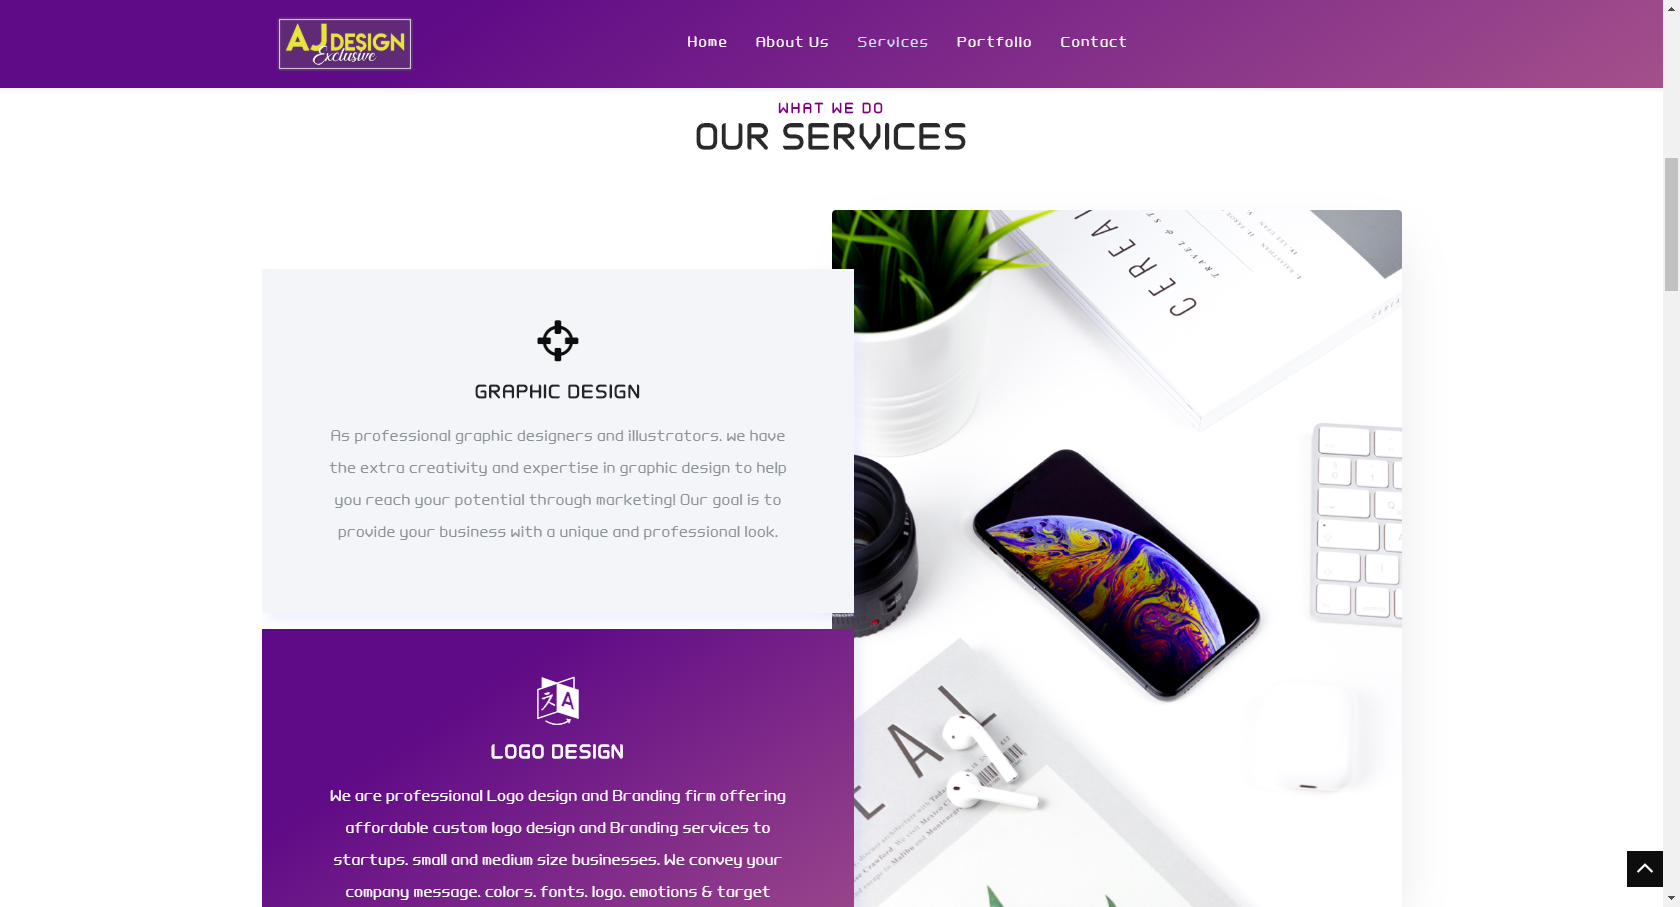 AJ DESIGN
Exclusive
Home About Us Services Portfolio Contact
WHAT WE DO
OUR SERVICES
GRAPHIC DESIGN
As professional graphic designers and illustrators, we have
the extra creativity and expertise in graphic design to help
you reach your potential through marketing! Our goal is to
provide your business with a unique and professional look.
LOGO DESIGN
We are professional Logo design and Branding firm offering
affordable custom logo design and Branding services to
startups, small and medium size businesses. We convey your
company message, colors, fonts, logo, emotions & target
CEREAL
TRAVEL & ST
EAL